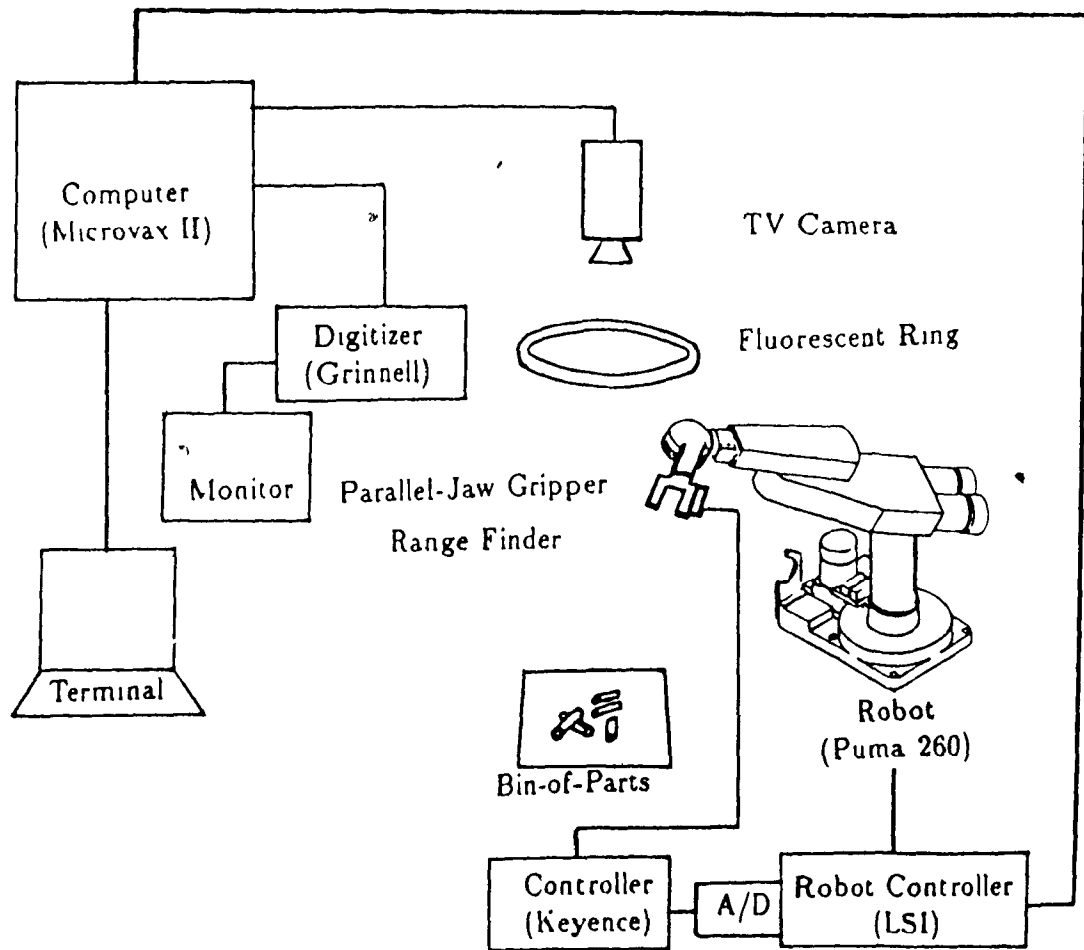 Computer
(Microvax II)
TV Camera
Digitizer
(Grinnell)
Fluorescent Ring
Monitor
Parallel-Jaw Gripper
Range Finder
Terminal
Robot
(Puma 260)
Bin-of-Parts
Controller
(Keyence)
A/D
Robot Controller
(LSI)